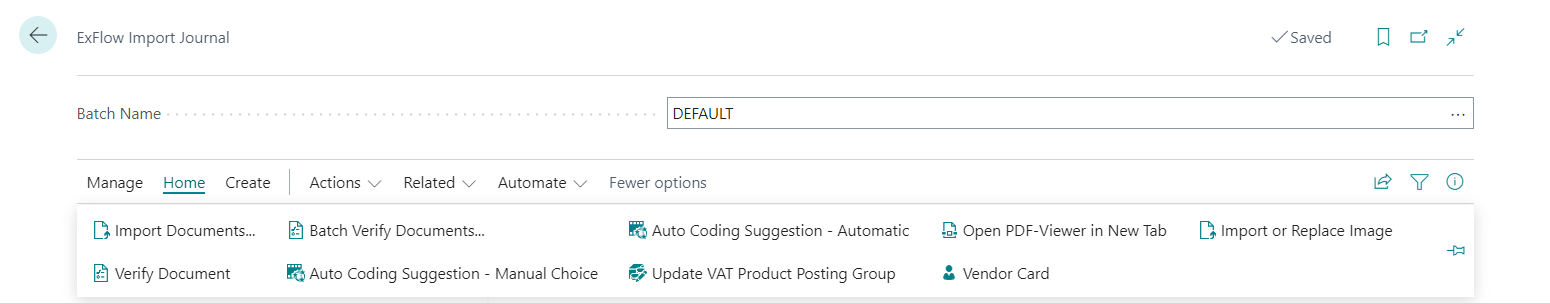 ExFlow Import Journal
Saved
Batch Name
DEFAULT
Manage Home Create Actions Related Automate Fewer options
Import Documents... Batch Verify Documents... Auto Coding Suggestion - Automatic Open PDF-Viewer in New Tab Import or Replace Image
Verify Document Auto Coding Suggestion - Manual Choice Update VAT Product Posting Group Vendor Card